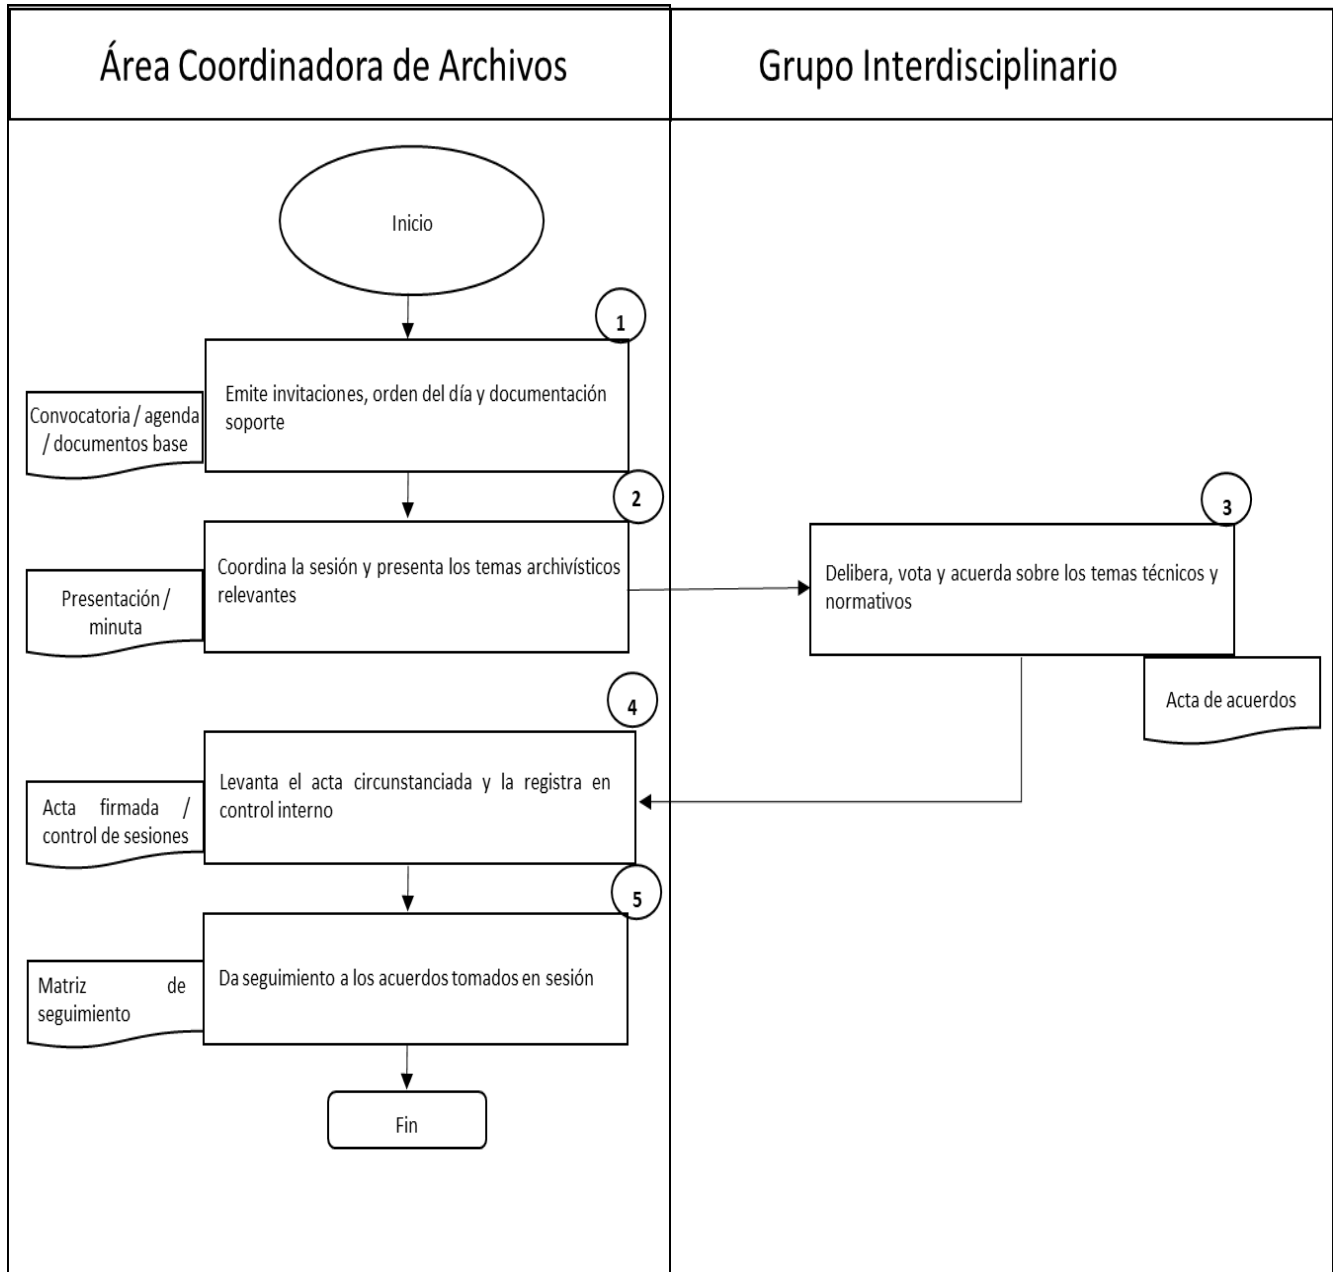 Área Coordinadora de Archivos
Grupo Interdisciplinario
Inicio
1
Emite invitaciones, orden del día y documentación
soporte
Convocatoria / agenda
/ documentos base
2
Coordina la sesión y presenta los temas archivísticos
relevantes
Presentación /
minuta
3
Delibera, vota y acuerda sobre los temas técnicos y
normativos
Acta de acuerdos
4
Levanta el acta circunstanciada y la registra en
control interno
Acta firmada /
control de sesiones
5
Da seguimiento a los acuerdos tomados en sesión
Matriz de
seguimiento
Fin